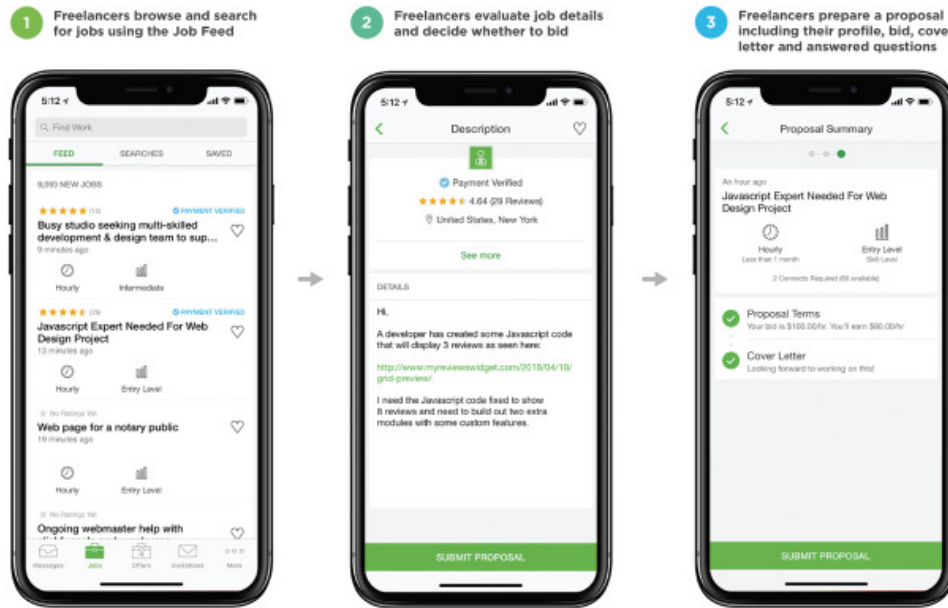 1
Freelancers browse and search
for jobs using the Job Feed
5:12
Find Work
FEED SEARCHES SAVED
9,993 NEW JOBS
(15) PAYMENT VERIFIED
Busy studio seeking multi-skilled
development & design team to sup...
9 minutes ago
Hourly Intermediate
(29) PAYMENT VERIFIED
Javascript Expert Needed For Web
Design Project
13 minutes ago
Hourly Entry Level
No Ratings Yet
Web page for a notary public
19 minutes ago
Hourly Entry Level
No Ratings Yet
Ongoing webmaster help with
Messages Jobs Offers Invitations More
2
Freelancers evaluate job details
and decide whether to bid
5:12
Description
Payment Verified
4.64 (29 Reviews)
United States, New York
See more
DETAILS
Hi,
A developer has created some Javascript code
that will display 3 reviews as seen here:
http://www.myreviewswidget.com/2018/04/18/
grid-preview/
I need the Javascript code fixed to show
8 reviews and need to build out two extra
modules with some custom features.
SUBMIT PROPOSAL
3
Freelancers prepare a proposal
including their profile, bid, cove
letter and answered questions
5:12
Proposal Summary
An hour ago
Javascript Expert Needed For Web
Design Project
Hourly Entry Level
Less than 1 month Skill Level
2 Connects Required (68 available)
Proposal Terms
Your bid is $100.00/hr. You'll earn $80.00/hr
Cover Letter
Looking forward to working on this!
SUBMIT PROPOSAL